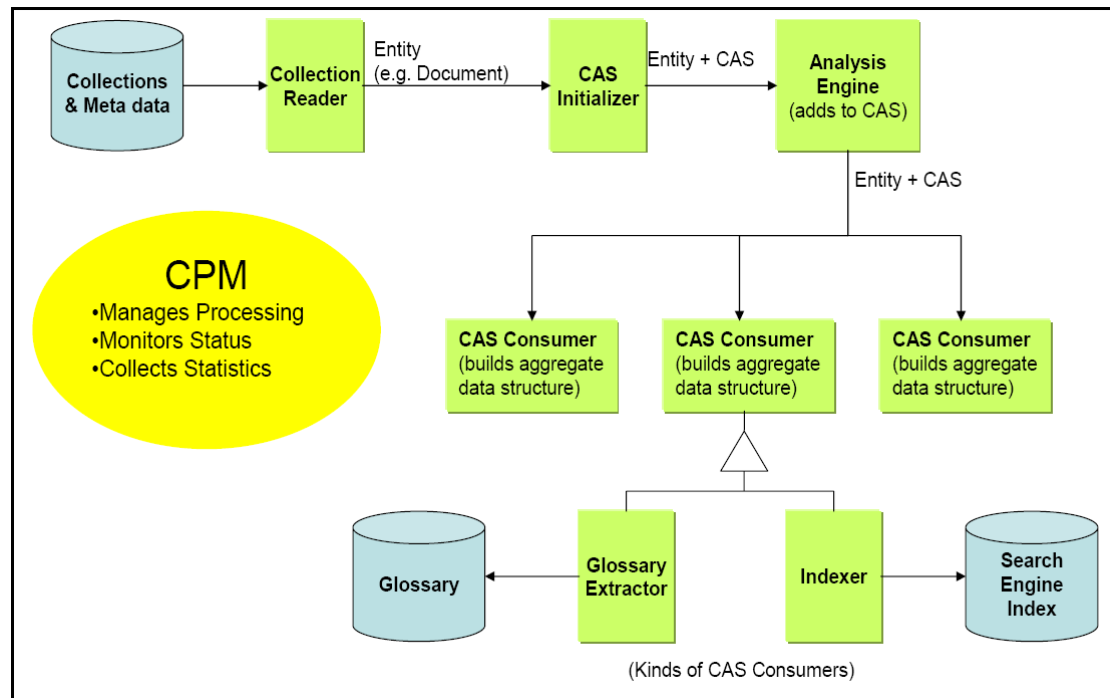 Collections
& Meta data
Collection
Reader
Entity
(e.g. Document)
CAS
Initializer
Entity + CAS
Analysis
Engine
(adds to CAS)
Entity + CAS
CPM
•Manages Processing
•Monitors Status
•Collects Statistics
CAS Consumer
(builds aggregate
data structure)
CAS Consumer
(builds aggregate
data structure)
CAS Consumer
(builds aggregate
data structure)
Glossary
Glossary
Extractor
Indexer
Search
Engine
Index
(Kinds of CAS Consumers)